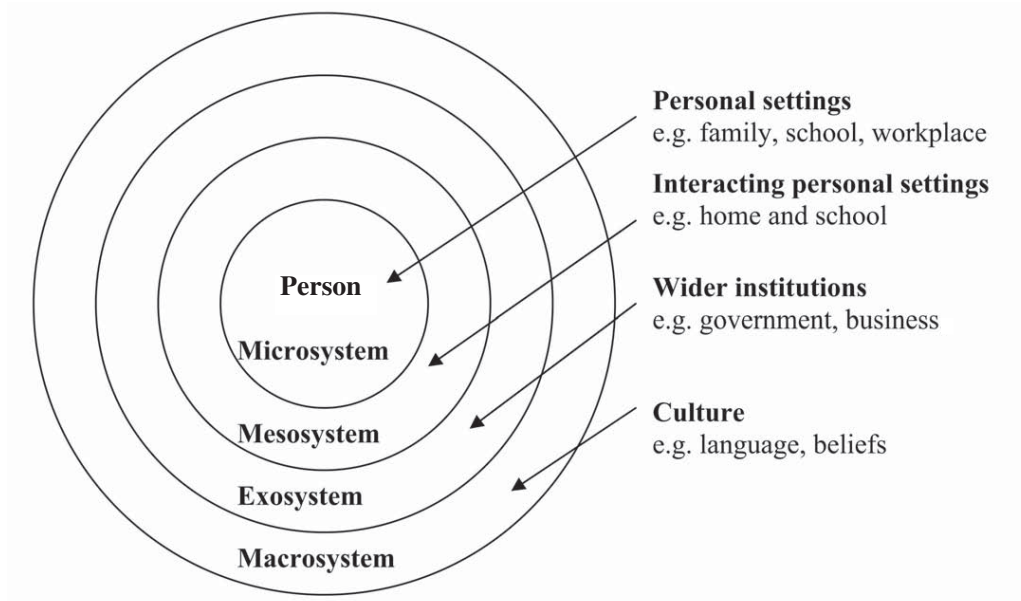 Personal settings
e.g. family, school, workplace
Interacting personal settings
e.g. home and school
Person
Wider institutions
e.g. government, business
Microsystem
Culture
e.g. language, beliefs
Mesosystem
Exosystem
Macrosystem